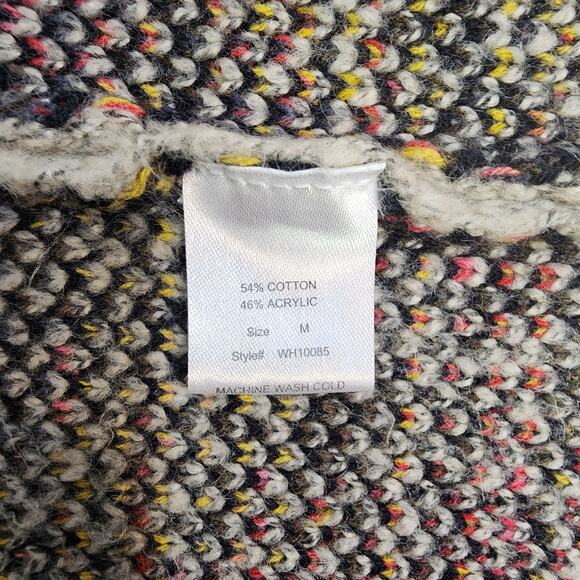 54% COTTON
46% ACRYLIC
Size M
Style# WH10085
MACHINE WASH COLD